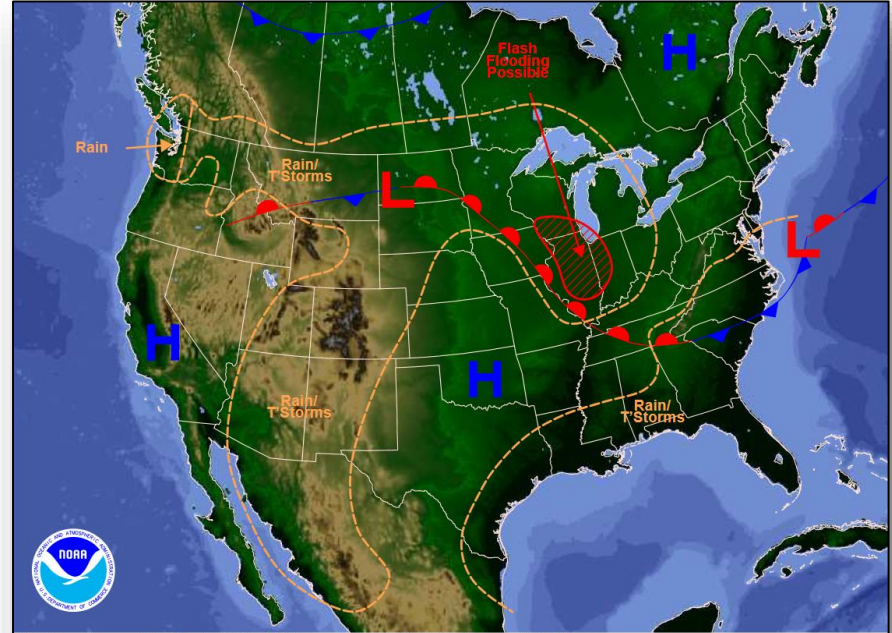 Flash
Flooding
Possible
H
Rain
Rain/
T'Storms
L
L
H
H
Rain/
T'Storms
Rain/
T'Storms
NATIONAL OCEANIC AND ATMOSPHERIC ADMINISTRATION
NOAA
U.S. DEPARTMENT OF COMMERCE